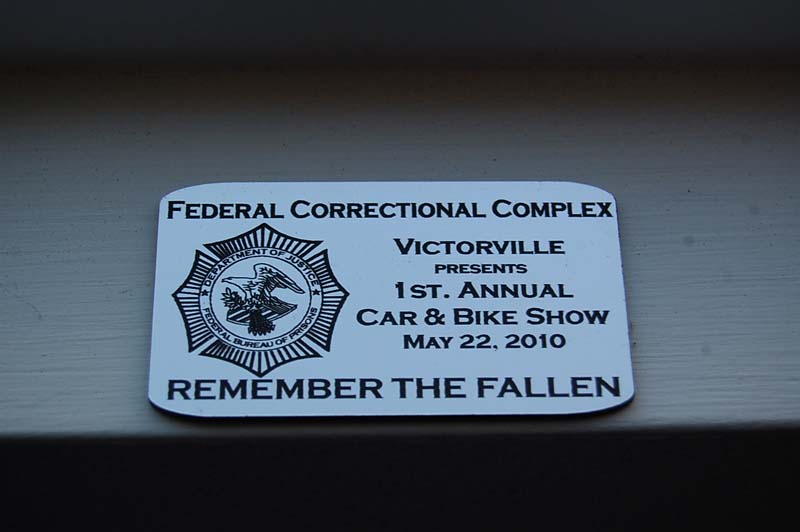 FEDERAL CORRECTIONAL COMPLEX
DEPARTMENT OF JUSTICE
FEDERAL BUREAU OF PRISONS
VICTORVILLE
PRESENTS
1ST. ANNUAL
CAR & BIKE SHOW
MAY 22, 2010
REMEMBER THE FALLEN